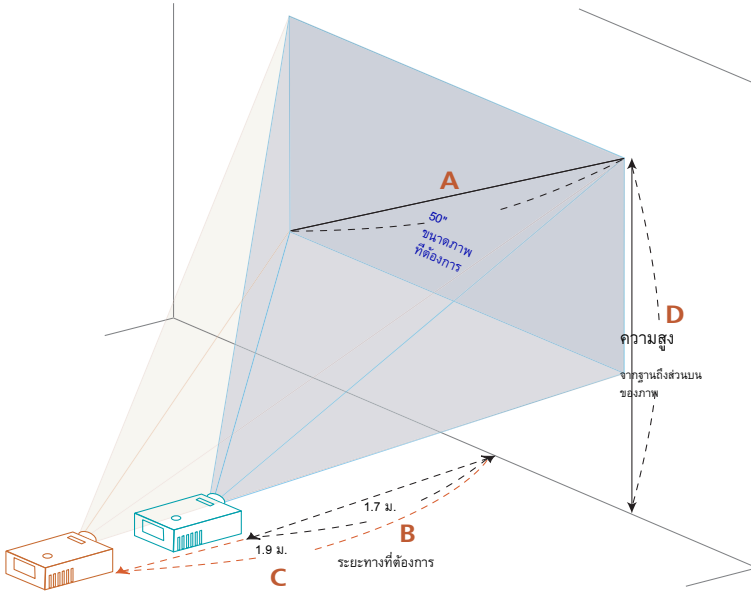 A
50"
ขนาดภาพ
ที่ต้องการ
D
ความสูง
จากฐานถึงส่วนบน
ของภาพ
1.7 ม.
B
1.9 ม.
ระยะทางที่ต้องการ
C